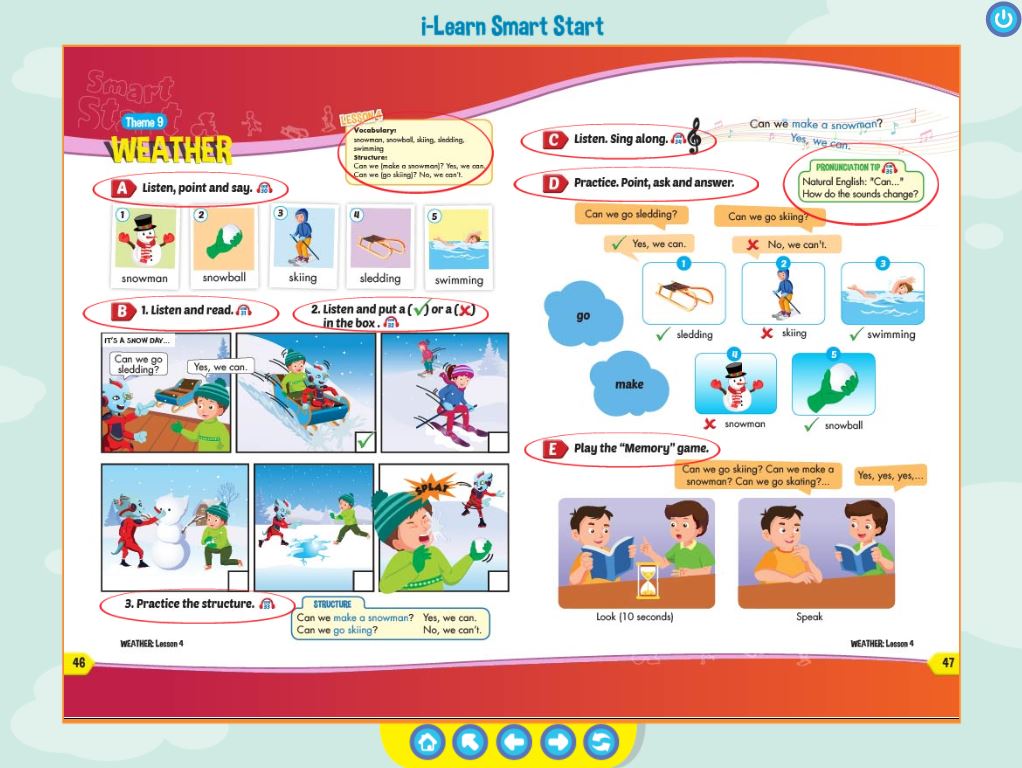 i-Learn Smart Start
Smart
Start
Theme 9
WEATHER
LESSON 4
Vocabulary:
snowman, snowball, skiing, sledding,
swimming
Structure:
Can we (make a snowman)? Yes, we can.
Can we (go skiing)? No, we can't.
A Listen, point and say.
1
2
3
4
5
snowman
snowball
skiing
sledding
swimming
B 1. Listen and read.
2. Listen and put a (✓) or a (✗)
in the box.
IT'S A SNOW DAY...
Can we go
sledding?
Yes, we can.
SPLAT
3. Practice the structure.
STRUCTURE
Can we make a snowman? Yes, we can.
Can we go skiing? No, we can't.
WEATHER: Lesson 4
46
C Listen. Sing along.
Can we make a snowman?
Yes, we can.
D Practice. Point, ask and answer.
PRONUNCIATION TIP
Natural English: "Can..."
How do the sounds change?
Can we go sledding?
Yes, we can.
Can we go skiing?
No, we can't.
go
1
2
3
sledding
skiing
swimming
make
4
5
snowman
snowball
E Play the “Memory” game.
Can we go skiing? Can we make a
snowman? Can we go skating?...
Yes, yes, yes,...
Look (10 seconds)
Speak
WEATHER: Lesson 4
47